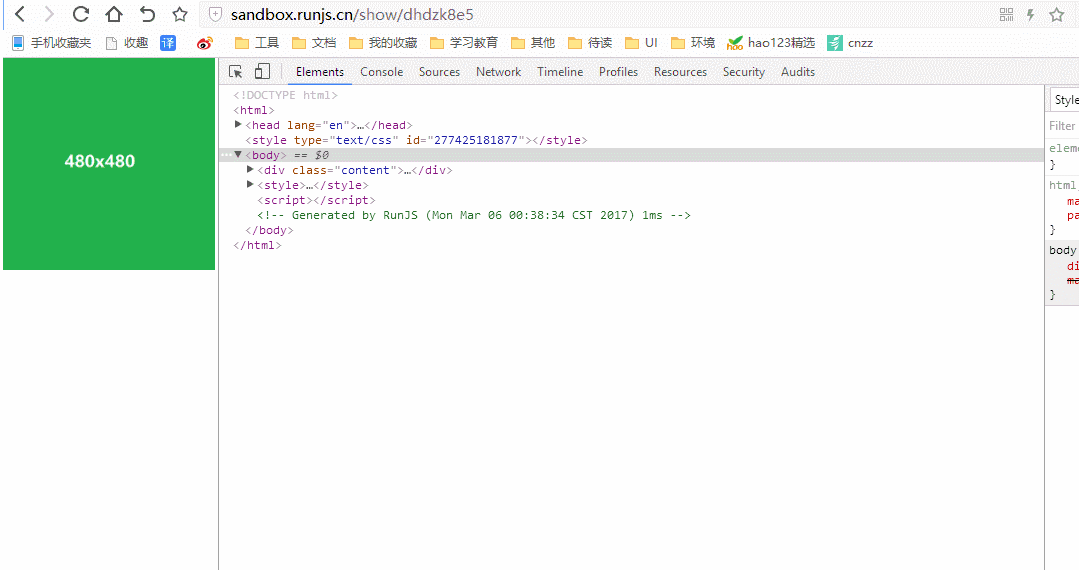 sandbox.runjs.cn/show/dhdzk8e5
手机收藏夹 收趣 译 工具 文档 我的收藏 学习教育 其他 待读 UI 环境 hao123精选 cnzz
480x480
Elements Console Sources Network Timeline Profiles Resources Security Audits
<!DOCTYPE html>
<html>
<head lang="en">…</head>
<style type="text/css" id="277425181877"></style>
<body> == $0
<div class="content">…</div>
<style>…</style>
<script></script>
<!-- Generated by RunJS (Mon Mar 06 00:38:34 CST 2017) 1ms -->
</body>
</html>
Style
Filter
eleme
}
html
ma
pa
}
body
di
ma
}